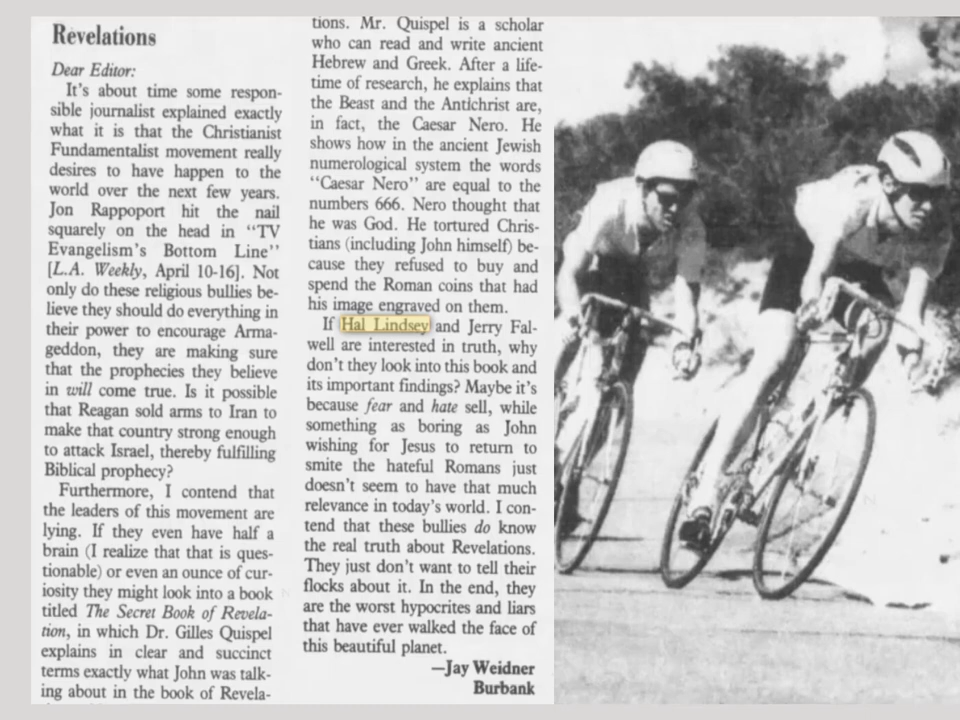 Revelations
Dear Editor:
It's about time some respon-
sible journalist explained exactly
what it is that the Christianist
Fundamentalist movement really
desires to have happen to the
world over the next few years.
Jon Rappoport hit the nail
squarely on the head in "TV
Evangelism's Bottom Line"
[L.A. Weekly, April 10-16]. Not
only do these religious bullies be-
lieve they should do everything in
their power to encourage Arma-
geddon, they are making sure
that the prophecies they believe
in will come true. Is it possible
that Reagan sold arms to Iran to
make that country strong enough
to attack Israel, thereby fulfilling
Biblical prophecy?
Furthermore, I contend that
the leaders of this movement are
lying. If they even have half a
brain (I realize that that is ques-
tionable) or even an ounce of cur-
iosity they might look into a book
titled The Secret Book of Revela-
tion, in which Dr. Gilles Quispel
explains in clear and succinct
terms exactly what John was talk-
ing about in the book of Revela-
tions. Mr. Quispel is a scholar
who can read and write ancient
Hebrew and Greek. After a life-
time of research, he explains that
the Beast and the Antichrist are,
in fact, the Caesar Nero. He
shows how in the ancient Jewish
numerological system the words
"Caesar Nero" are equal to the
numbers 666. Nero thought that
he was God. He tortured Chris-
tians (including John himself) be-
cause they refused to buy and
spend the Roman coins that had
his image engraved on them.
If Hal Lindsey and Jerry Fal-
well are interested in truth, why
don't they look into this book and
its important findings? Maybe it's
because fear and hate sell, while
something as boring as John
wishing for Jesus to return to
smite the hateful Romans just
doesn't seem to have that much
relevance in today's world. I con-
tend that these bullies do know
the real truth about Revelations.
They just don't want to tell their
flocks about it. In the end, they
are the worst hypocrites and liars
that have ever walked the face of
this beautiful planet.
—Jay Weidner
Burbank